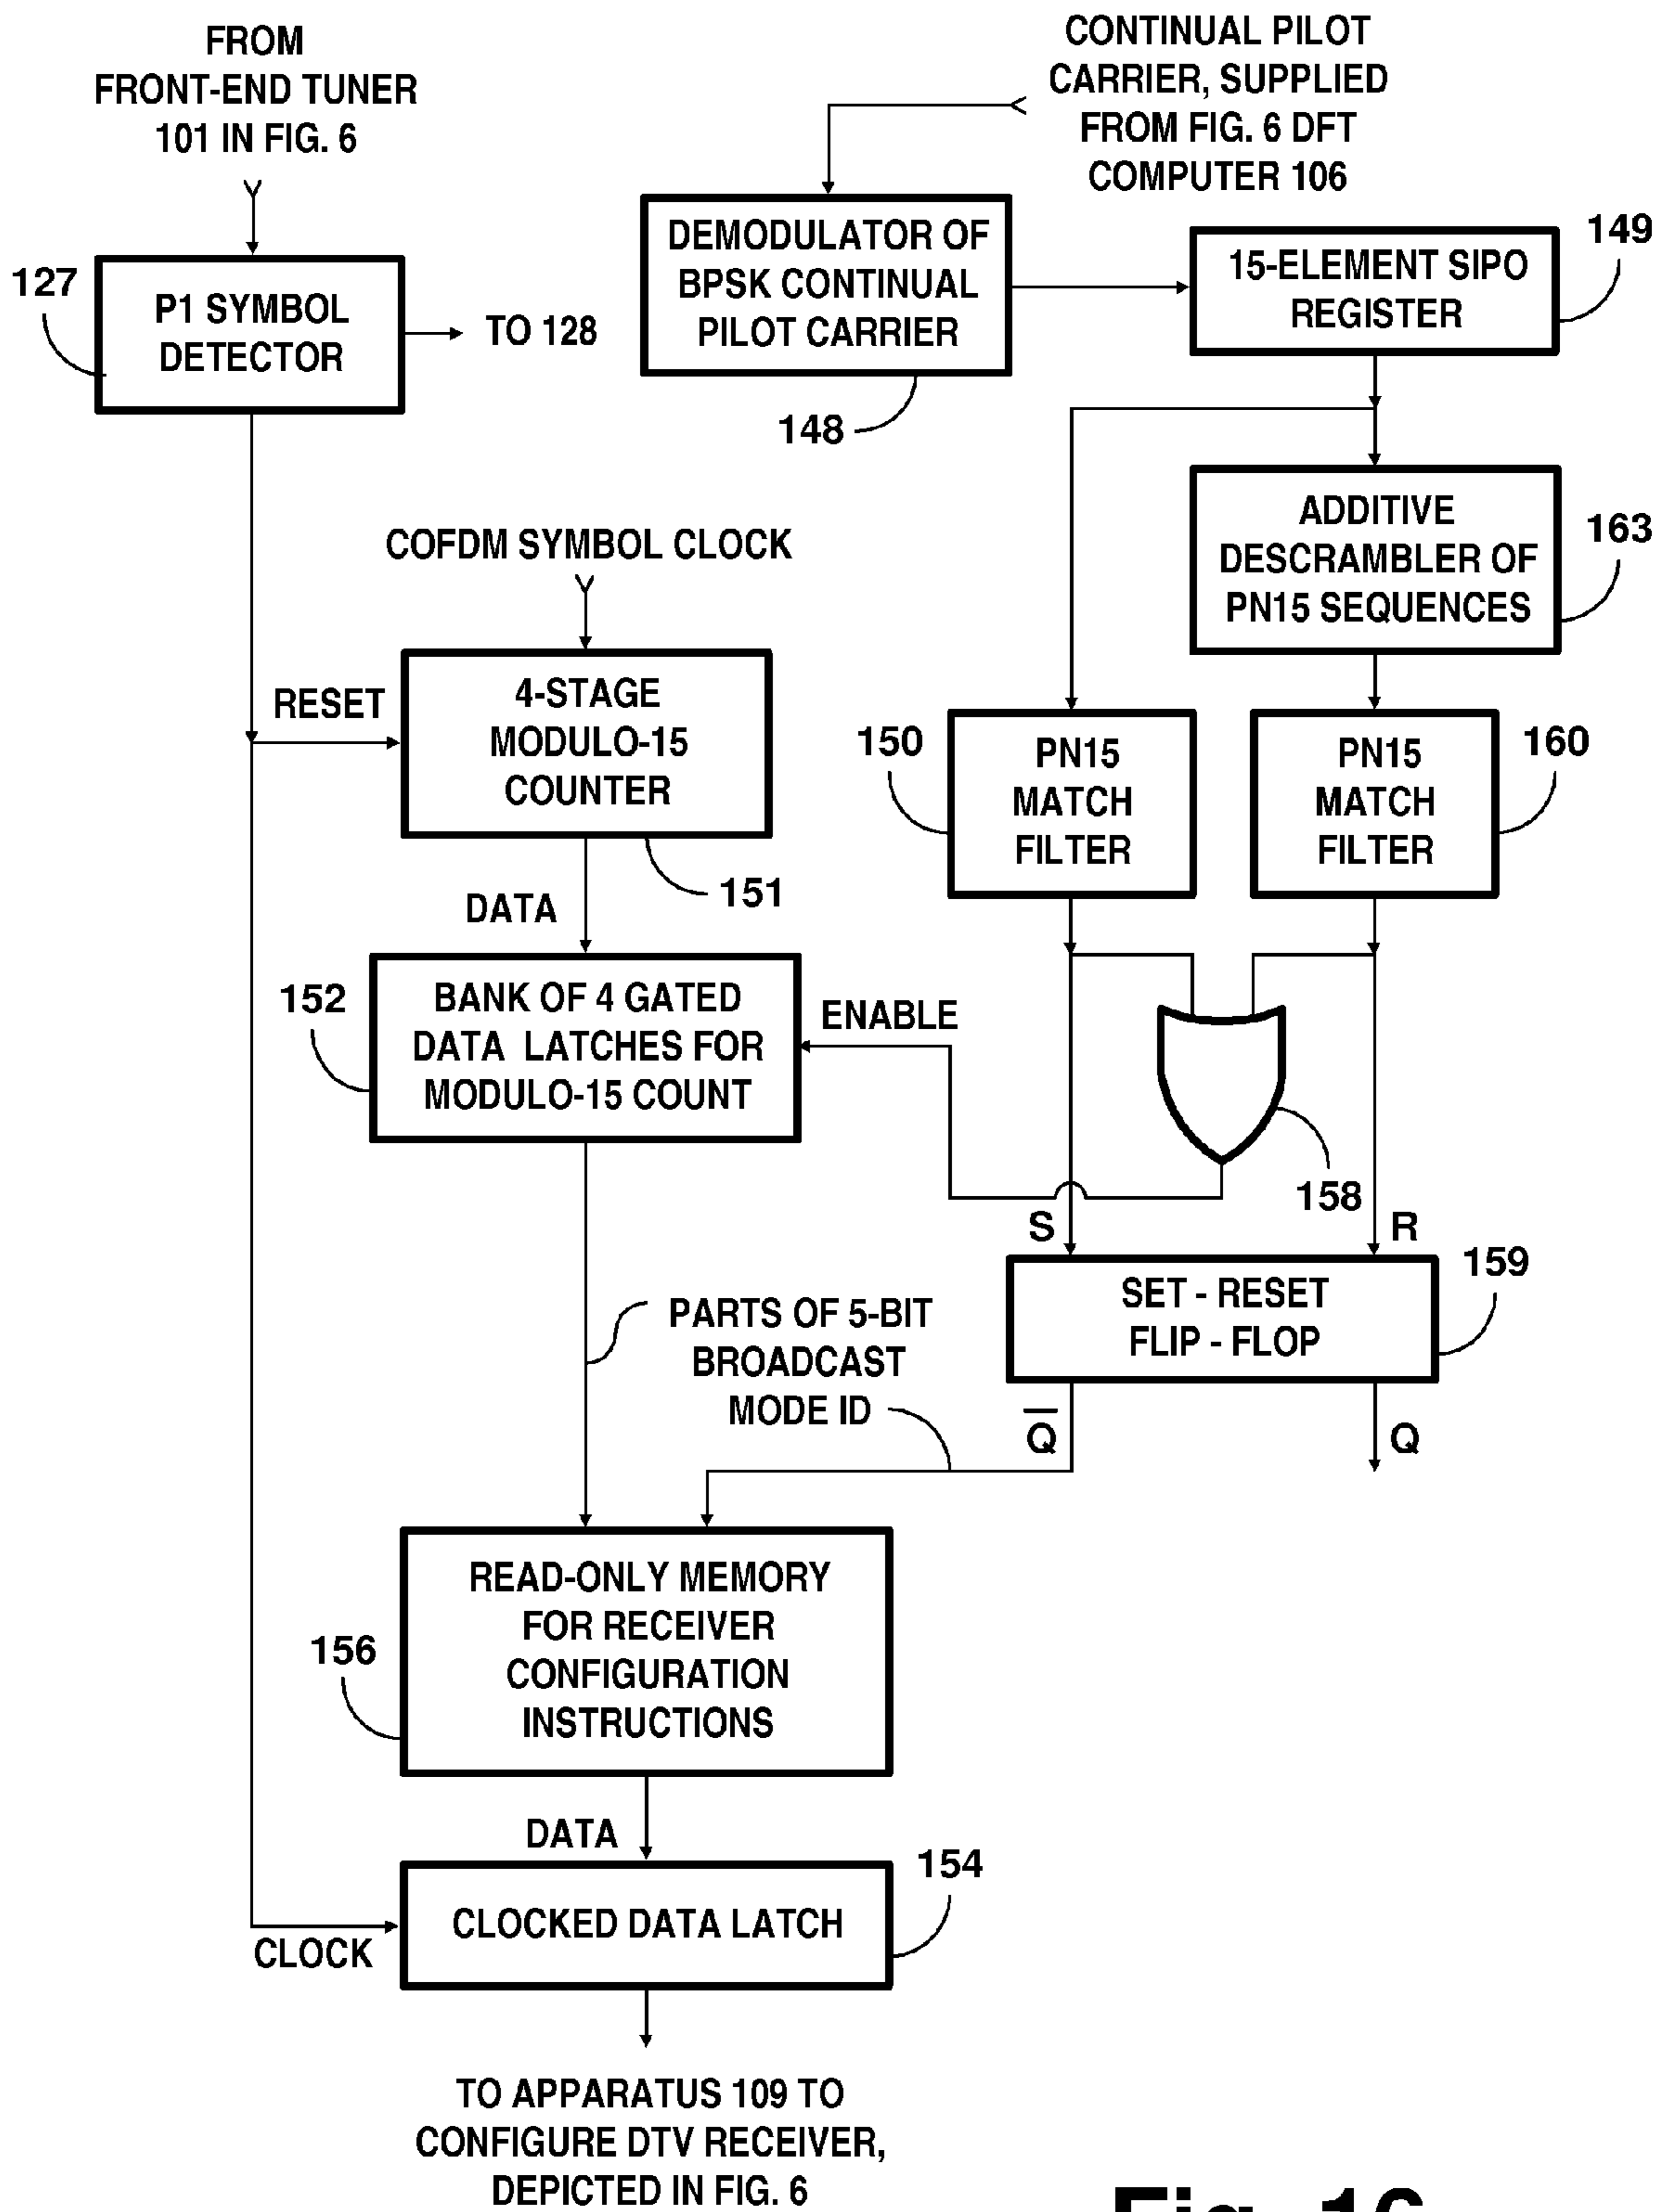 FROM
FRONT-END TUNER
101 IN FIG. 6
CONTINUAL PILOT
CARRIER, SUPPLIED
FROM FIG. 6 DFT
COMPUTER 106
127
P1 SYMBOL
DETECTOR
TO 128
DEMODULATOR OF
BPSK CONTINUAL
PILOT CARRIER
148
149
15-ELEMENT SIPO
REGISTER
ADDITIVE
DESCRAMBLER OF
PN15 SEQUENCES
163
COFDM SYMBOL CLOCK
RESET
4-STAGE
MODULO-15
COUNTER
151
150
PN15
MATCH
FILTER
PN15
MATCH
FILTER
160
DATA
152
BANK OF 4 GATED
DATA LATCHES FOR
MODULO-15 COUNT
ENABLE
158
S
R
159
SET - RESET
FLIP - FLOP
PARTS OF 5-BIT
BROADCAST
MODE ID
Q̅
Q
156
READ-ONLY MEMORY
FOR RECEIVER
CONFIGURATION
INSTRUCTIONS
DATA
154
CLOCKED DATA LATCH
CLOCK
TO APPARATUS 109 TO
CONFIGURE DTV RECEIVER,
DEPICTED IN FIG. 6